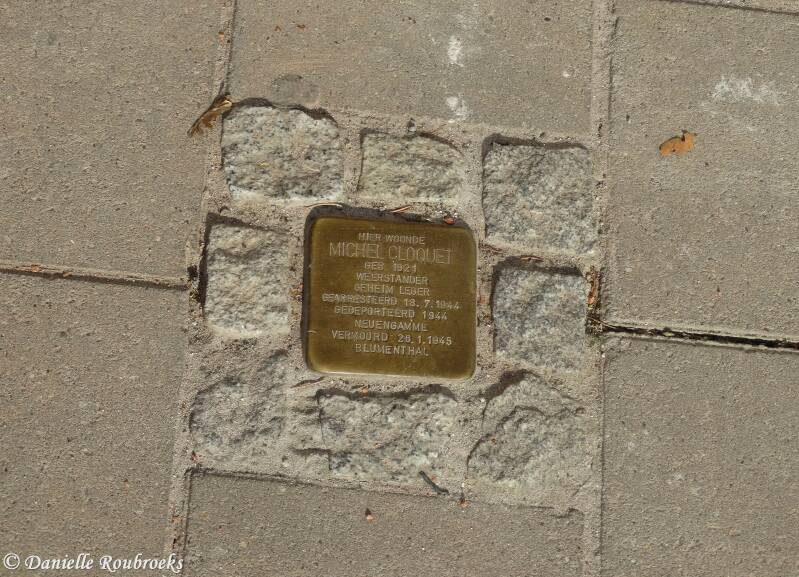 HIER WOONDE
MICHEL CLOQUET
GEB. 1921
WEERSTANDER
GEHEIM LEGER
GEARRESTEERD 18.7.1944
GEDEPORTEERD 1944
NEUENGAMME
VERMOORD 26.1.1945
BLUMENTHAL
© Danielle Roubroeks